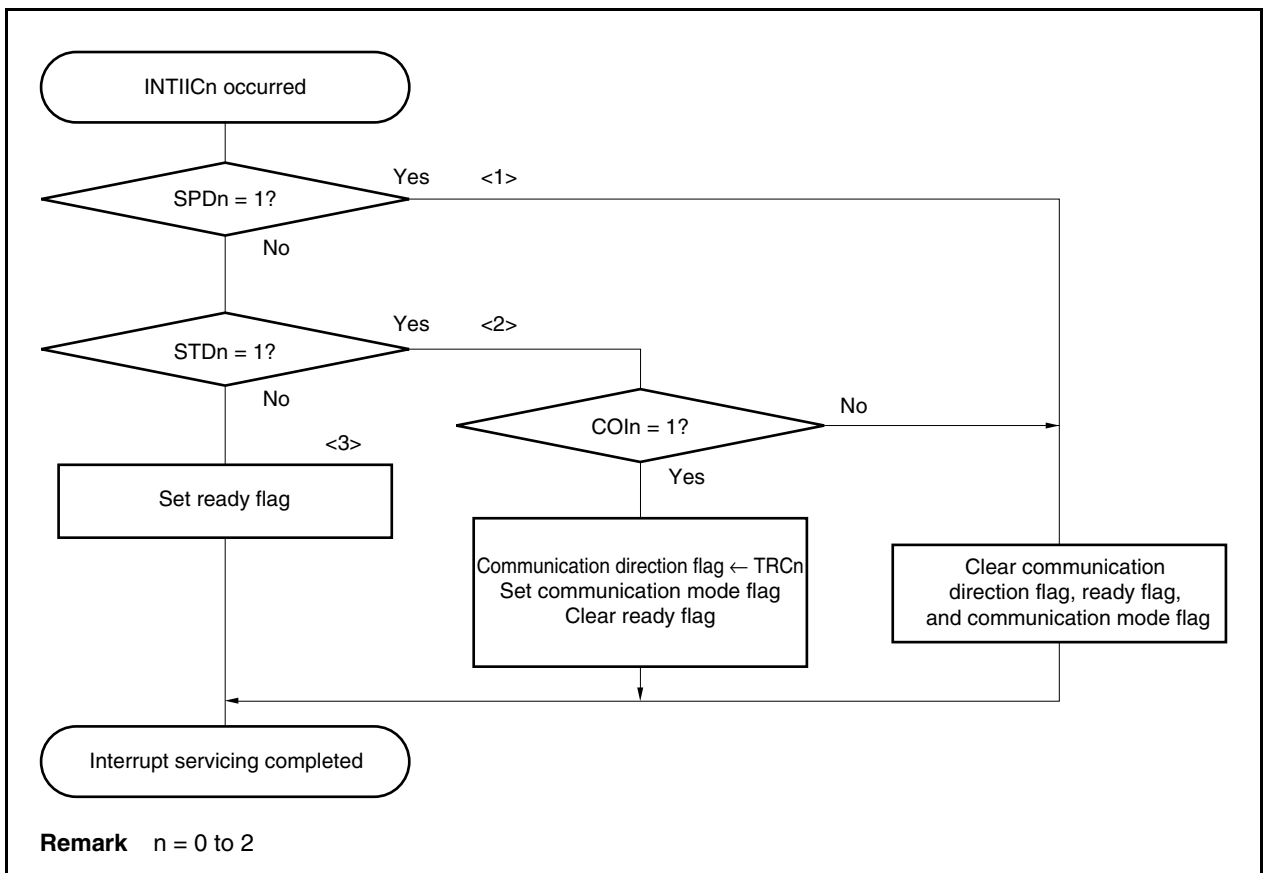 INTIICn occurred
Yes <1>
SPDn = 1?
No
Yes <2>
STDn = 1?
No
No
COIn = 1?
Yes
<3>
Set ready flag
Communication direction flag ← TRCn
Set communication mode flag
Clear ready flag
Clear communication
direction flag, ready flag,
and communication mode flag
Interrupt servicing completed
Remark n = 0 to 2